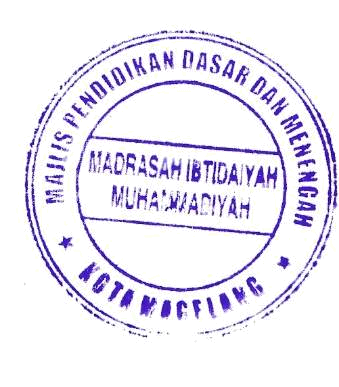 MAJLIS PENDIDIKAN DASAR DAN MENENGAH
MADRASAH IBTIDAIYAH
MUHAMMADIYAH
KOTA MAGELANG